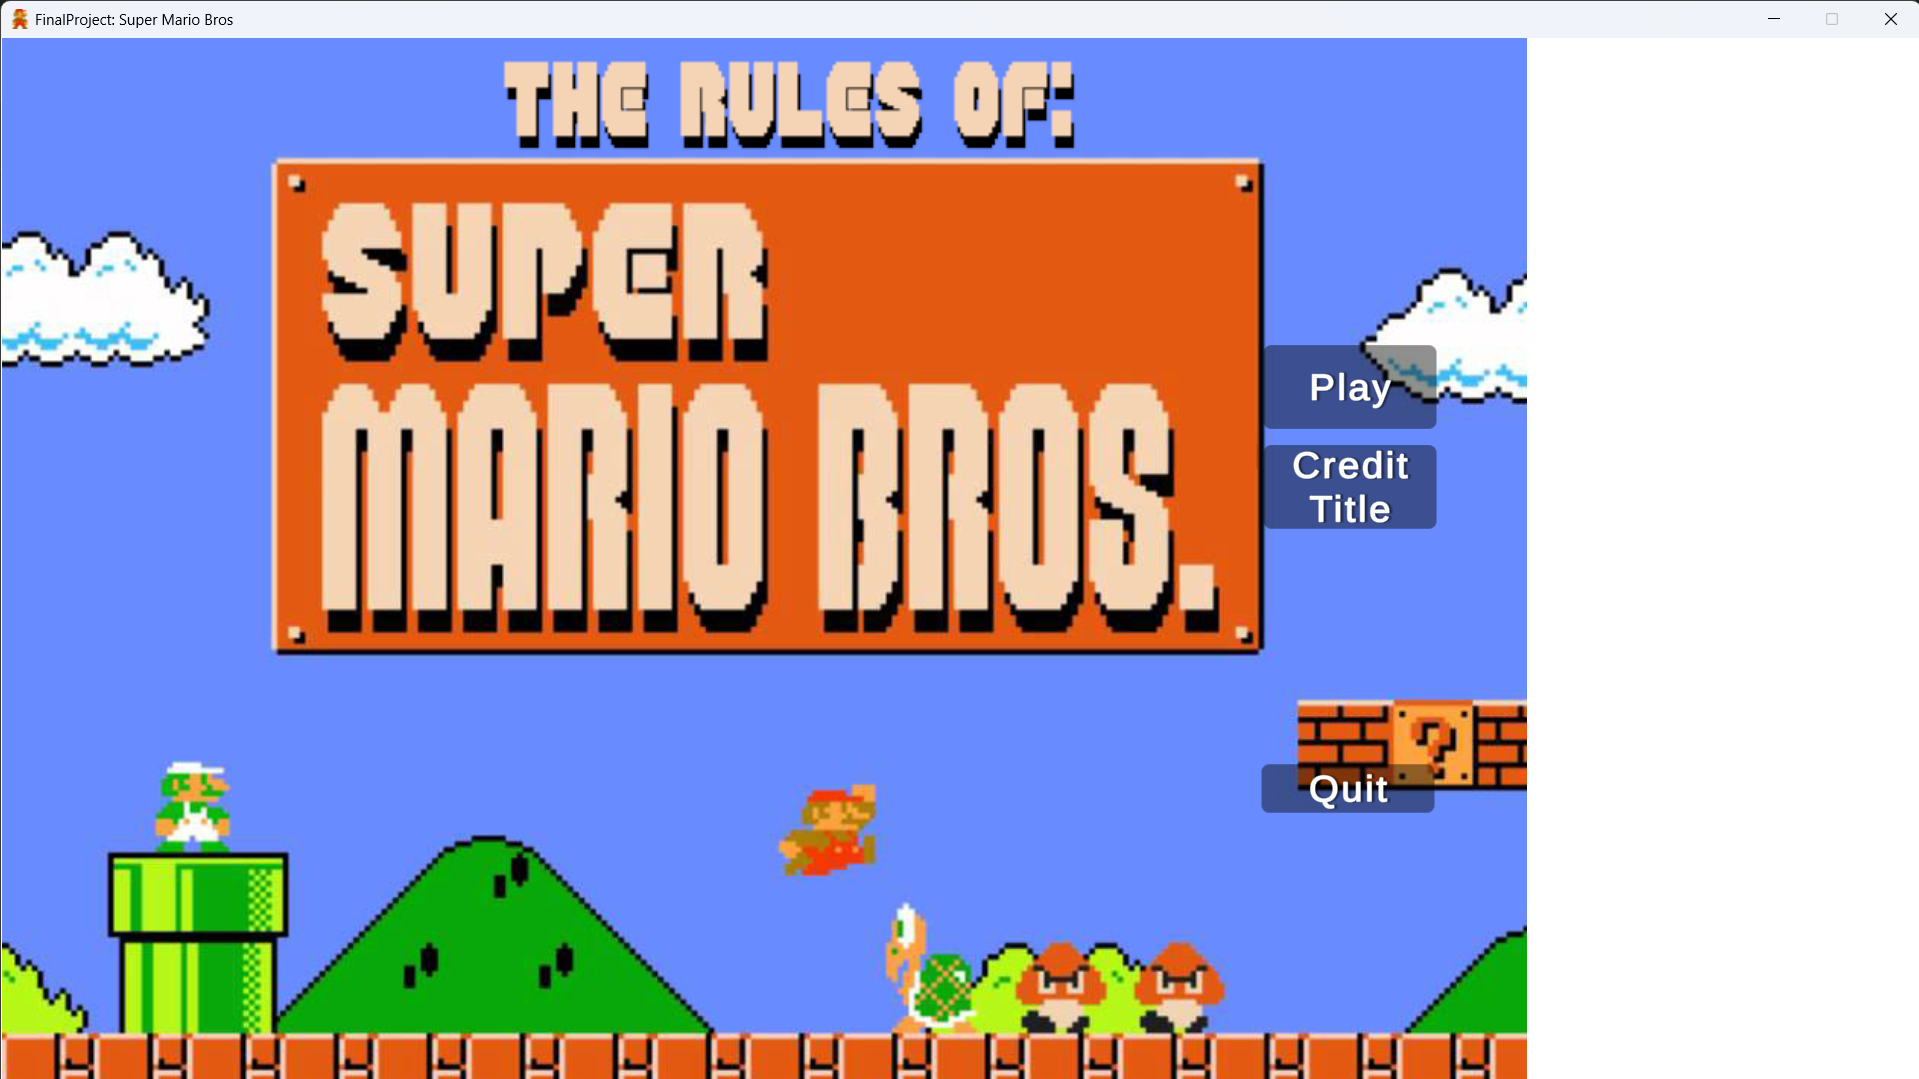 FinalProject: Super Mario Bros
THE RULES OF:
SUPER
MARIO BROS.
Play
Credit
Title
?
Quit